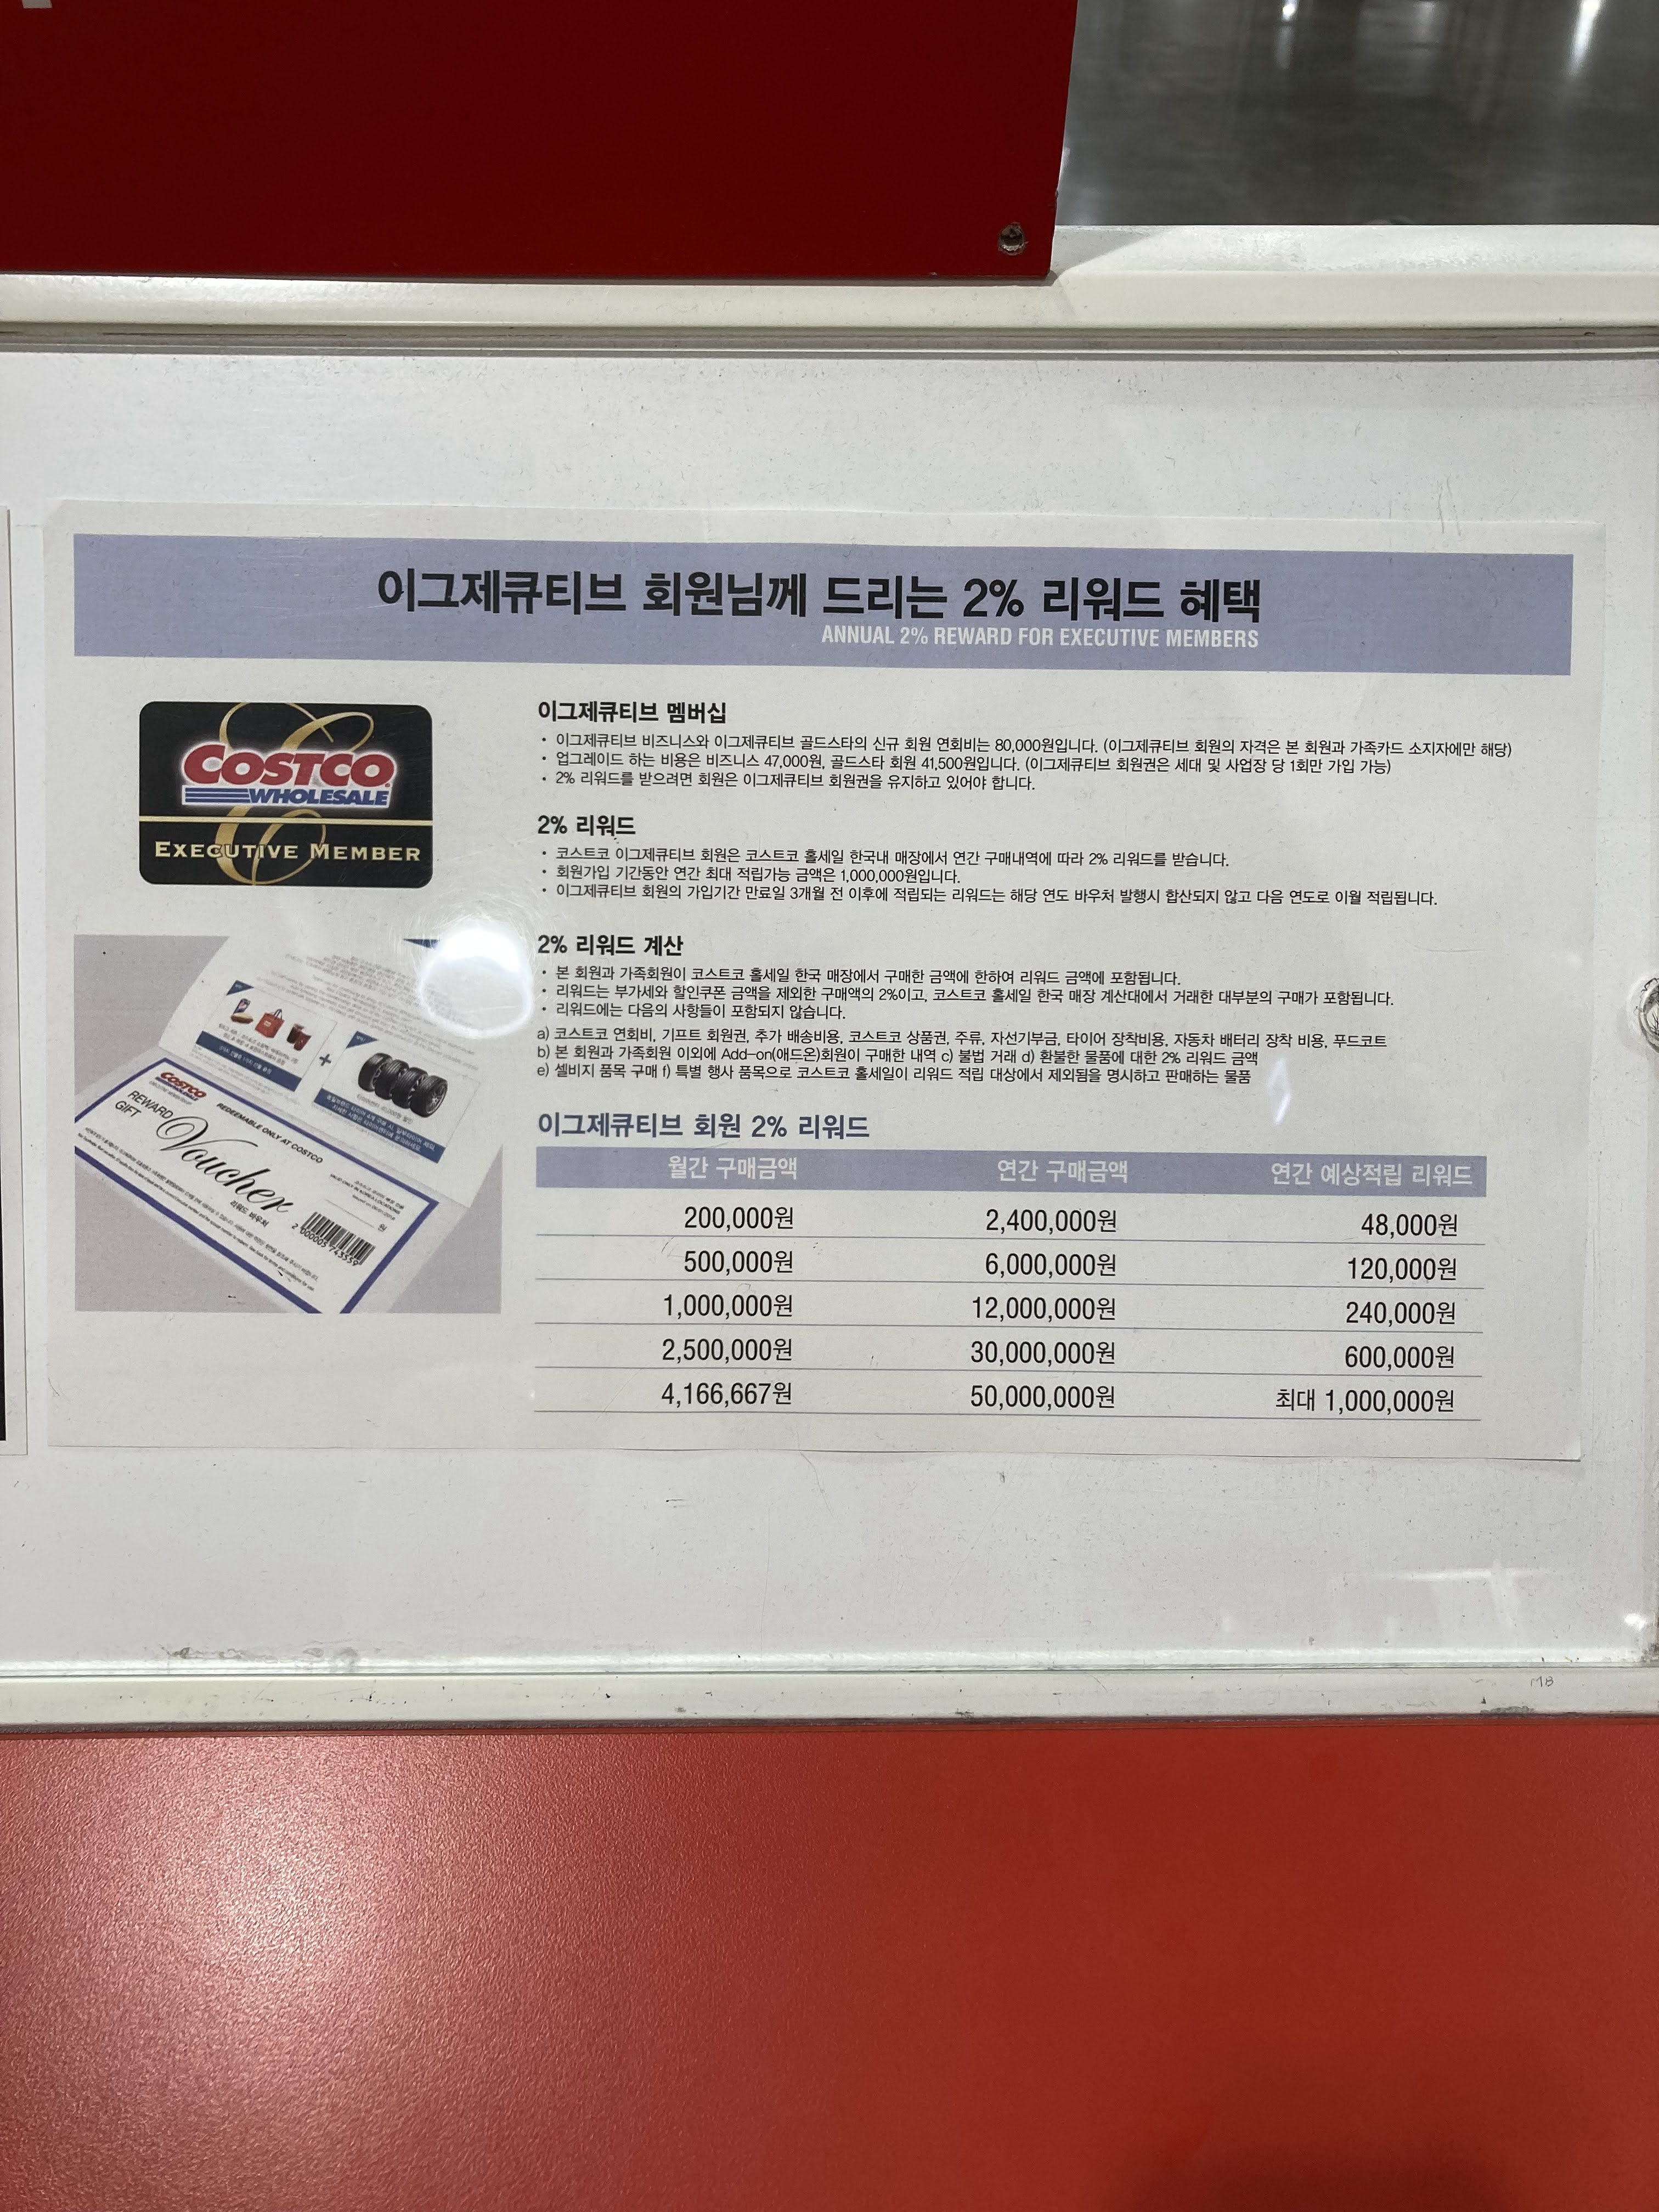 이그제큐티브 회원님께 드리는 2% 리워드 혜택
ANNUAL 2% REWARD FOR EXECUTIVE MEMBERS
COSTCO
WHOLESALE
EXECUTIVE MEMBER
이그제큐티브 멤버십
• 이그제큐티브 비즈니스와 이그제큐티브 골드스타의 신규 회원 연회비는 80,000원입니다. (이그제큐티브 회원의 자격은 본 회원과 가족카드 소지자에만 해당)
• 업그레이드 하는 비용은 비즈니스 47,000원, 골드스타 회원 41,500원입니다. (이그제큐티브 회원권은 세대 및 사업장 당 1회만 가입 가능)
• 2% 리워드를 받으려면 회원은 이그제큐티브 회원권을 유지하고 있어야 합니다.
2% 리워드
• 코스트코 이그제큐티브 회원은 코스트코 홀세일 한국내 매장에서 연간 구매내역에 따라 2% 리워드를 받습니다.
• 회원가입 기간동안 연간 최대 적립가능 금액은 1,000,000원입니다.
• 이그제큐티브 회원의 가입기간 만료일 3개월 전 이후에 적립되는 리워드는 해당 연도 바우처 발행시 합산되지 않고 다음 연도로 이월 적립됩니다.
2% 리워드 계산
• 본 회원과 가족회원이 코스트코 홀세일 한국 매장에서 구매한 금액에 한하여 리워드 금액에 포함됩니다.
• 리워드는 부가세와 할인쿠폰 금액을 제외한 구매액의 2%이고, 코스트코 홀세일 한국 매장 계산대에서 거래한 대부분의 구매가 포함됩니다.
• 리워드에는 다음의 사항들이 포함되지 않습니다.
a) 코스트코 연회비, 기프트 회원권, 추가 배송비용, 코스트코 상품권, 주류, 자선기부금, 타이어 장착비용, 자동차 배터리 장착 비용, 푸드코트
b) 본 회원과 가족회원 이외에 Add-on(애드온)회원이 구매한 내역 c) 불법 거래 d) 환불한 물품에 대한 2% 리워드 금액
e) 셀비지 품목 구매 f) 특별 행사 품목으로 코스트코 홀세일이 리워드 적립 대상에서 제외됨을 명시하고 판매하는 물품
COSTCO
REWARD
GIFT
Voucher
REDEEMABLE ONLY AT COSTCO
리워드 바우처
원
이그제큐티브 회원 2% 리워드
월간 구매금액 연간 구매금액 연간 예상적립 리워드
200,000원 2,400,000원 48,000원
500,000원 6,000,000원 120,000원
1,000,000원 12,000,000원 240,000원
2,500,000원 30,000,000원 600,000원
4,166,667원 50,000,000원 최대 1,000,000원